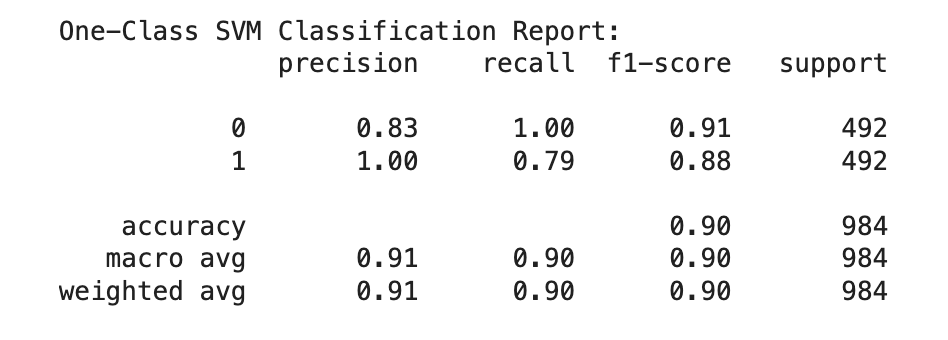 One-Class SVM Classification Report:
precision recall f1-score support
0 0.83 1.00 0.91 492
1 1.00 0.79 0.88 492
accuracy 0.90 984
macro avg 0.91 0.90 0.90 984
weighted avg 0.91 0.90 0.90 984